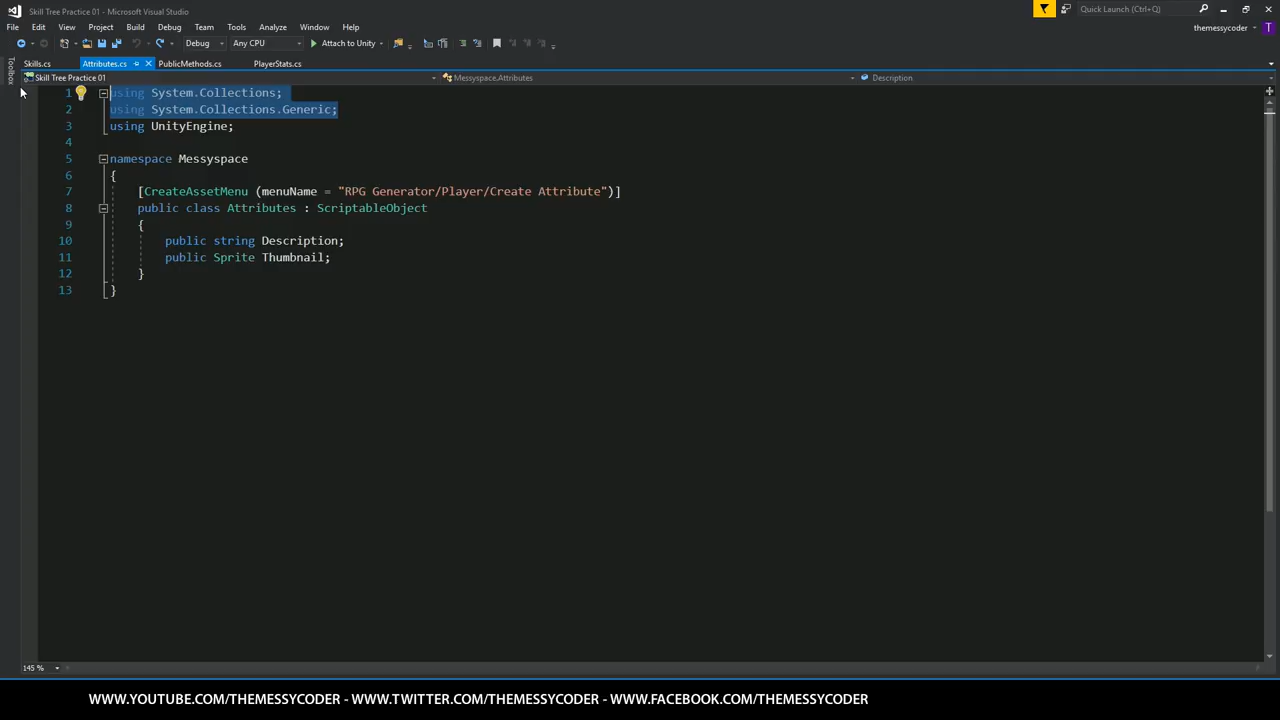 Skill Tree Practice 01 - Microsoft Visual Studio
Quick Launch (Ctrl+Q)
File Edit View Project Build Debug Team Tools Analyze Window Help
themessycoder T
Debug Any CPU Attach to Unity
Toolbox
Skills.cs Attributes.cs PublicMethods.cs PlayerStats.cs
Skill Tree Practice 01 Messyspace.Attributes Description
1 using System.Collections;
2 using System.Collections.Generic;
3 using UnityEngine;
4
5 namespace Messyspace
6 {
7 [CreateAssetMenu (menuName = "RPG Generator/Player/Create Attribute")]
8 public class Attributes : ScriptableObject
9 {
10 public string Description;
11 public Sprite Thumbnail;
12 }
13 }
145 %
WWW.YOUTUBE.COM/THEMESSYCODER - WWW.TWITTER.COM/THEMESSYCODER - WWW.FACEBOOK.COM/THEMESSYCODER